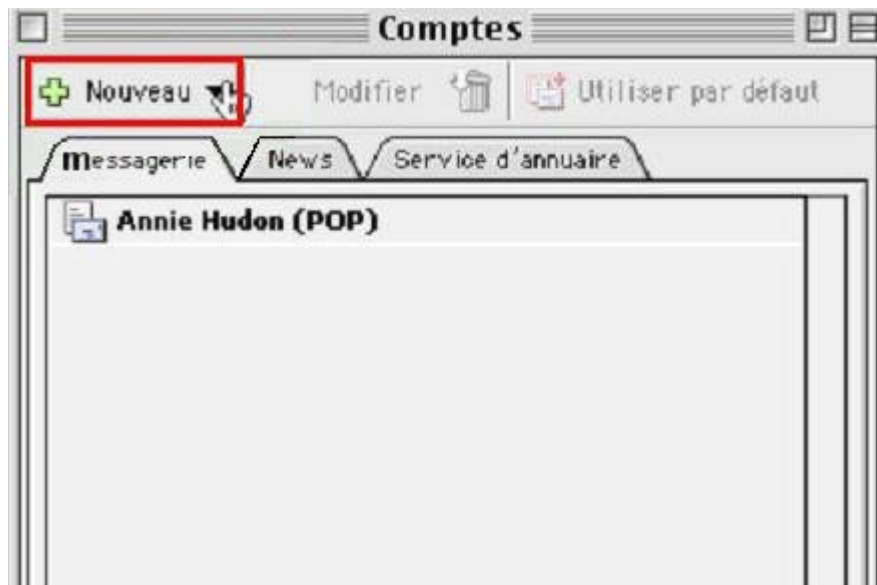 Comptes
Nouveau Modifier Utiliser par défaut
Messagerie News Service d'annuaire
Annie Hudon (POP)